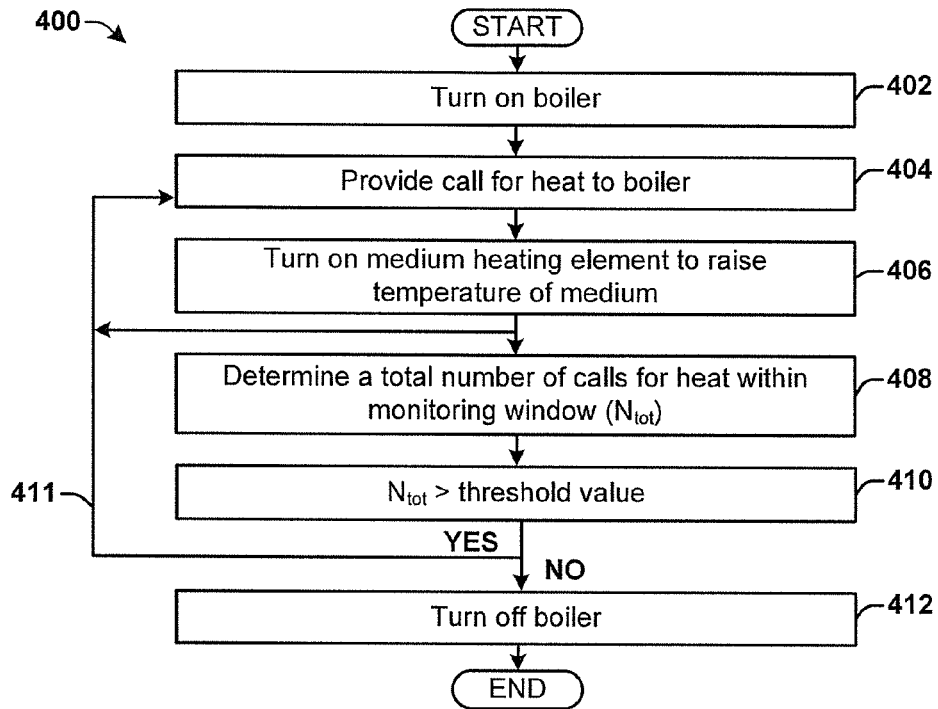 400
START
Turn on boiler
402
Provide call for heat to boiler
404
Turn on medium heating element to raise
temperature of medium
406
Determine a total number of calls for heat within
monitoring window (Ntot)
408
Ntot > threshold value
410
411
YES
NO
Turn off boiler
412
END